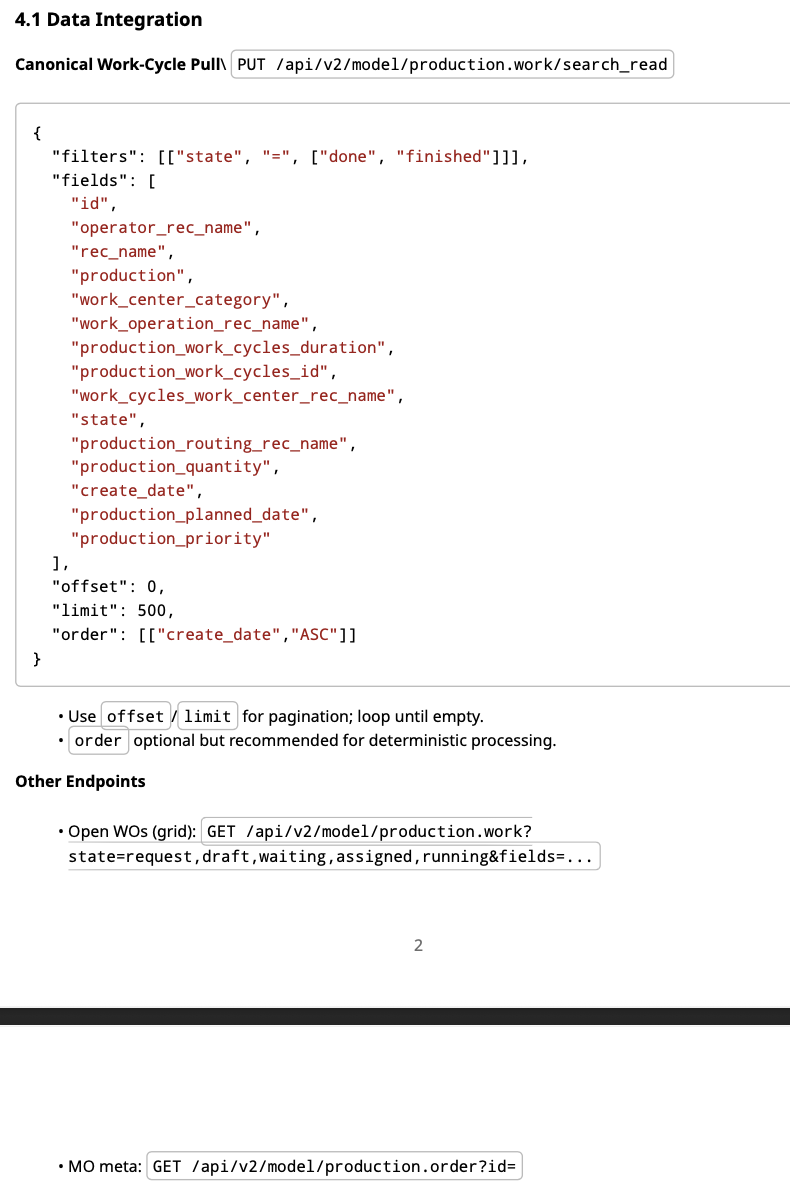 4.1 Data Integration
Canonical Work-Cycle Pull\ PUT /api/v2/model/production.work/search_read
{
  "filters": [["state", "=", ["done", "finished"]]],
  "fields": [
    "id",
    "operator_rec_name",
    "rec_name",
    "production",
    "work_center_category",
    "work_operation_rec_name",
    "production_work_cycles_duration",
    "production_work_cycles_id",
    "work_cycles_work_center_rec_name",
    "state",
    "production_routing_rec_name",
    "production_quantity",
    "create_date",
    "production_planned_date",
    "production_priority"
  ],
  "offset": 0,
  "limit": 500,
  "order": [["create_date","ASC"]]
}
• Use offset / limit for pagination; loop until empty.
• order optional but recommended for deterministic processing.
Other Endpoints
• Open WOs (grid): GET /api/v2/model/production.work?
state=request,draft,waiting,assigned,running&fields=...
2
• MO meta: GET /api/v2/model/production.order?id=